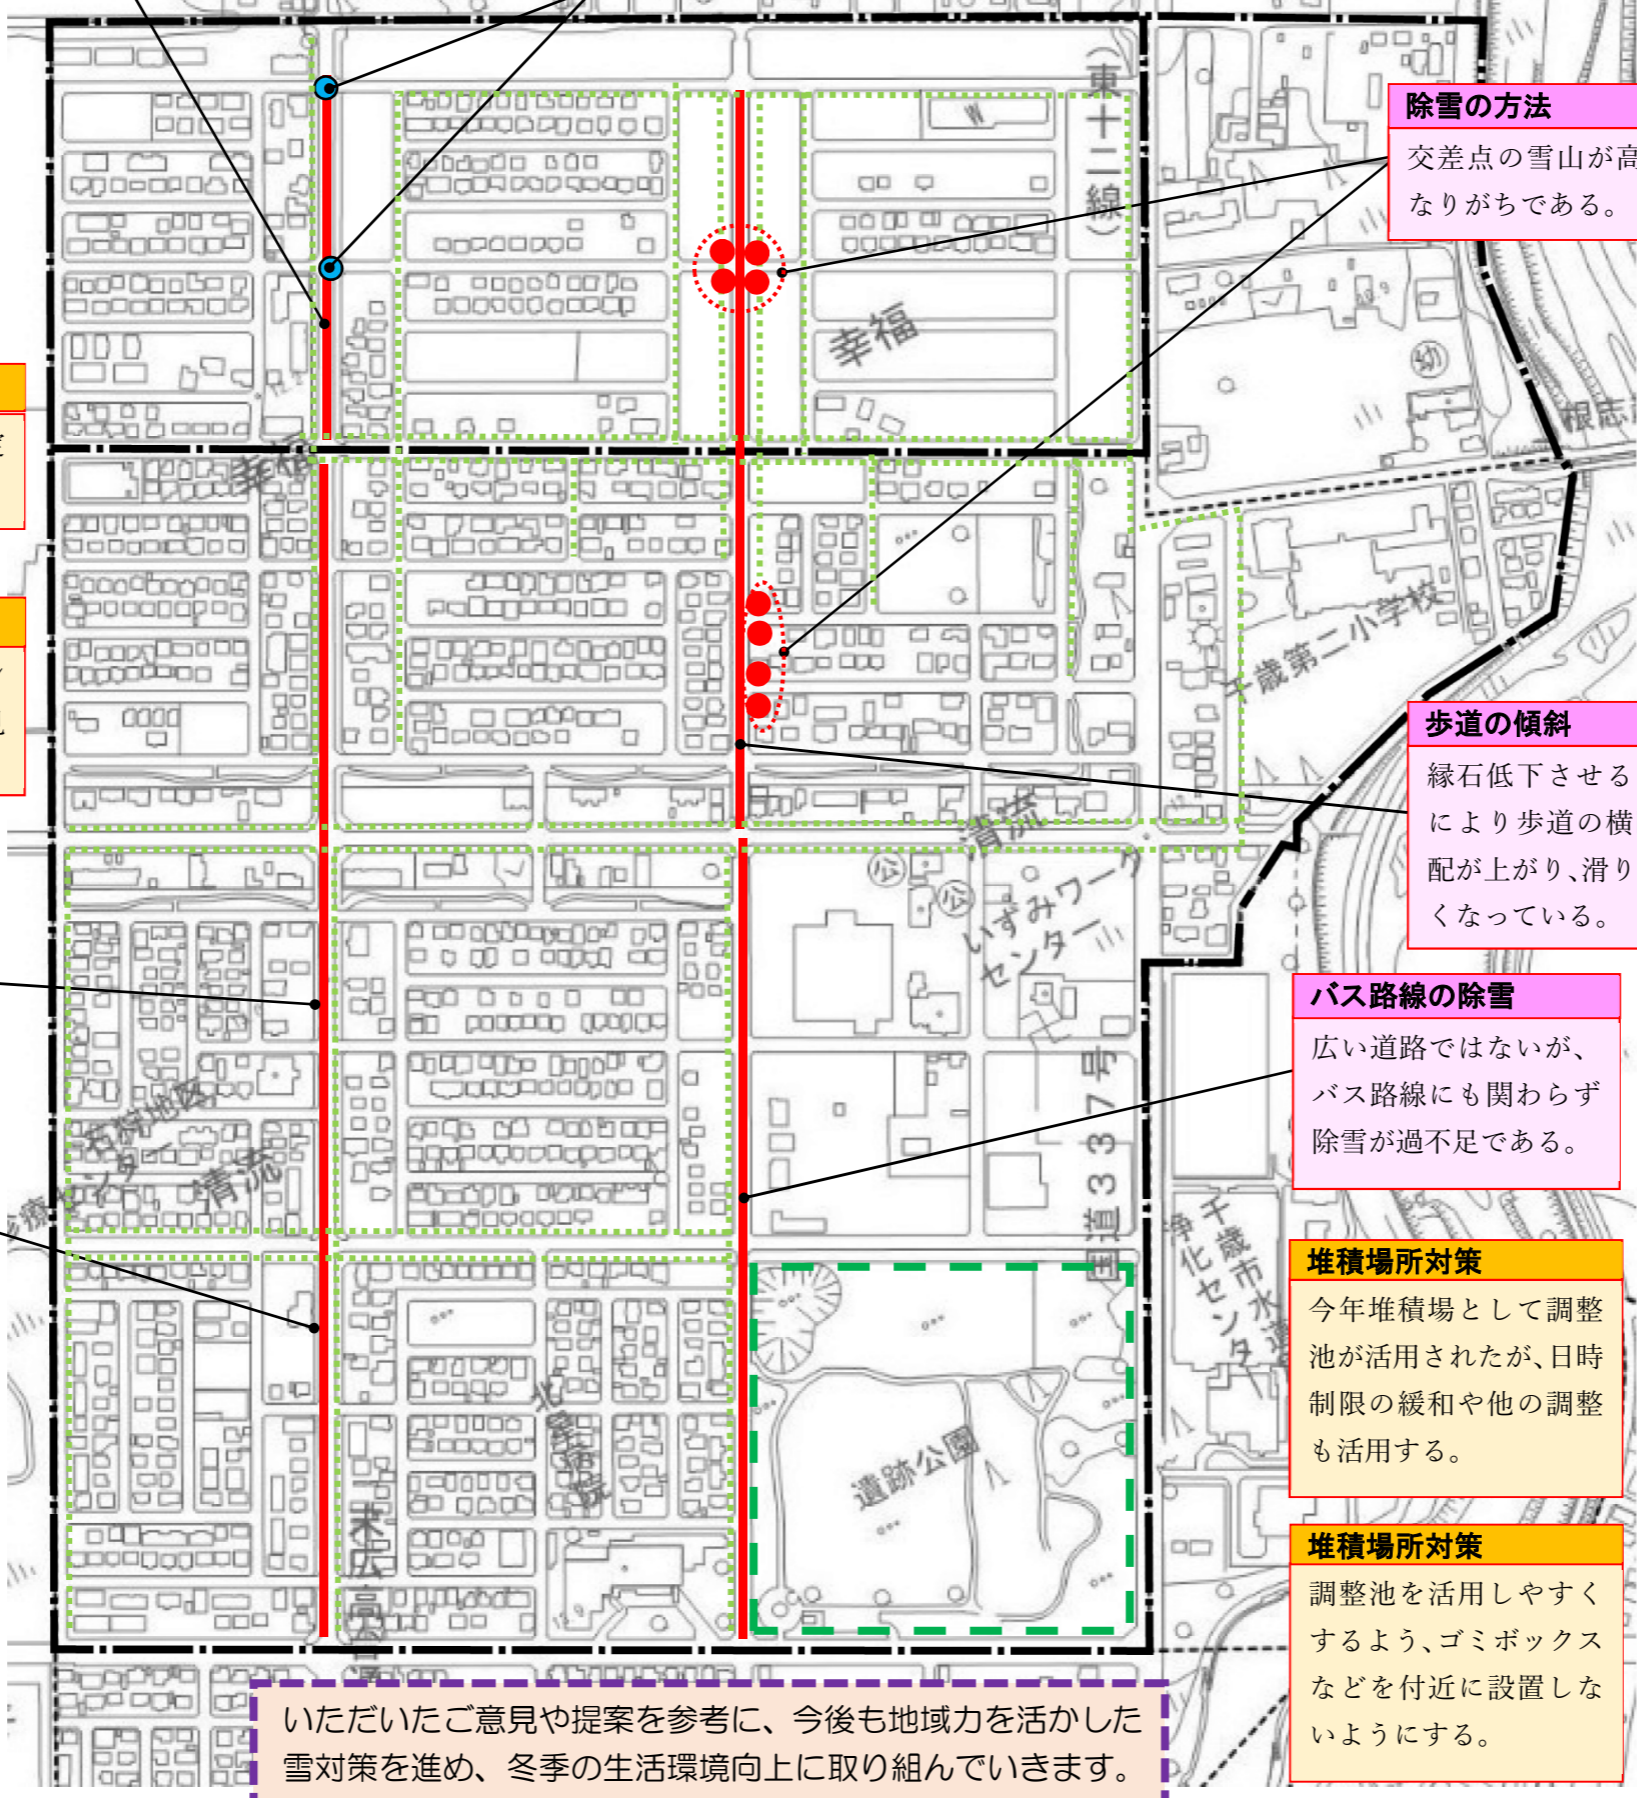 (東十二線)
除雪の方法
交差点の雪山が高
なりがちである。
幸福
幼
幸福
千歳第二小学校
歩道の傾斜
縁石低下させる
により歩道の横
配が上がり、滑り
くなっている。
清流
公
公
いずみワーク
センター
バス路線の除雪
広い道路ではないが、
バス路線にも関わらず
除雪が過不足である。
国道337号
清流
千歳市水道
浄化センター
堆積場所対策
今年堆積場として調整
池が活用されたが、日時
制限の緩和や他の調整
も活用する。
北星病院
遺跡公園
堆積場所対策
調整池を活用しやすく
するよう、ゴミボックス
などを付近に設置しな
いようにする。
いただいたご意見や提案を参考に、今後も地域力を活かした
雪対策を進め、冬季の生活環境向上に取り組んでいきます。